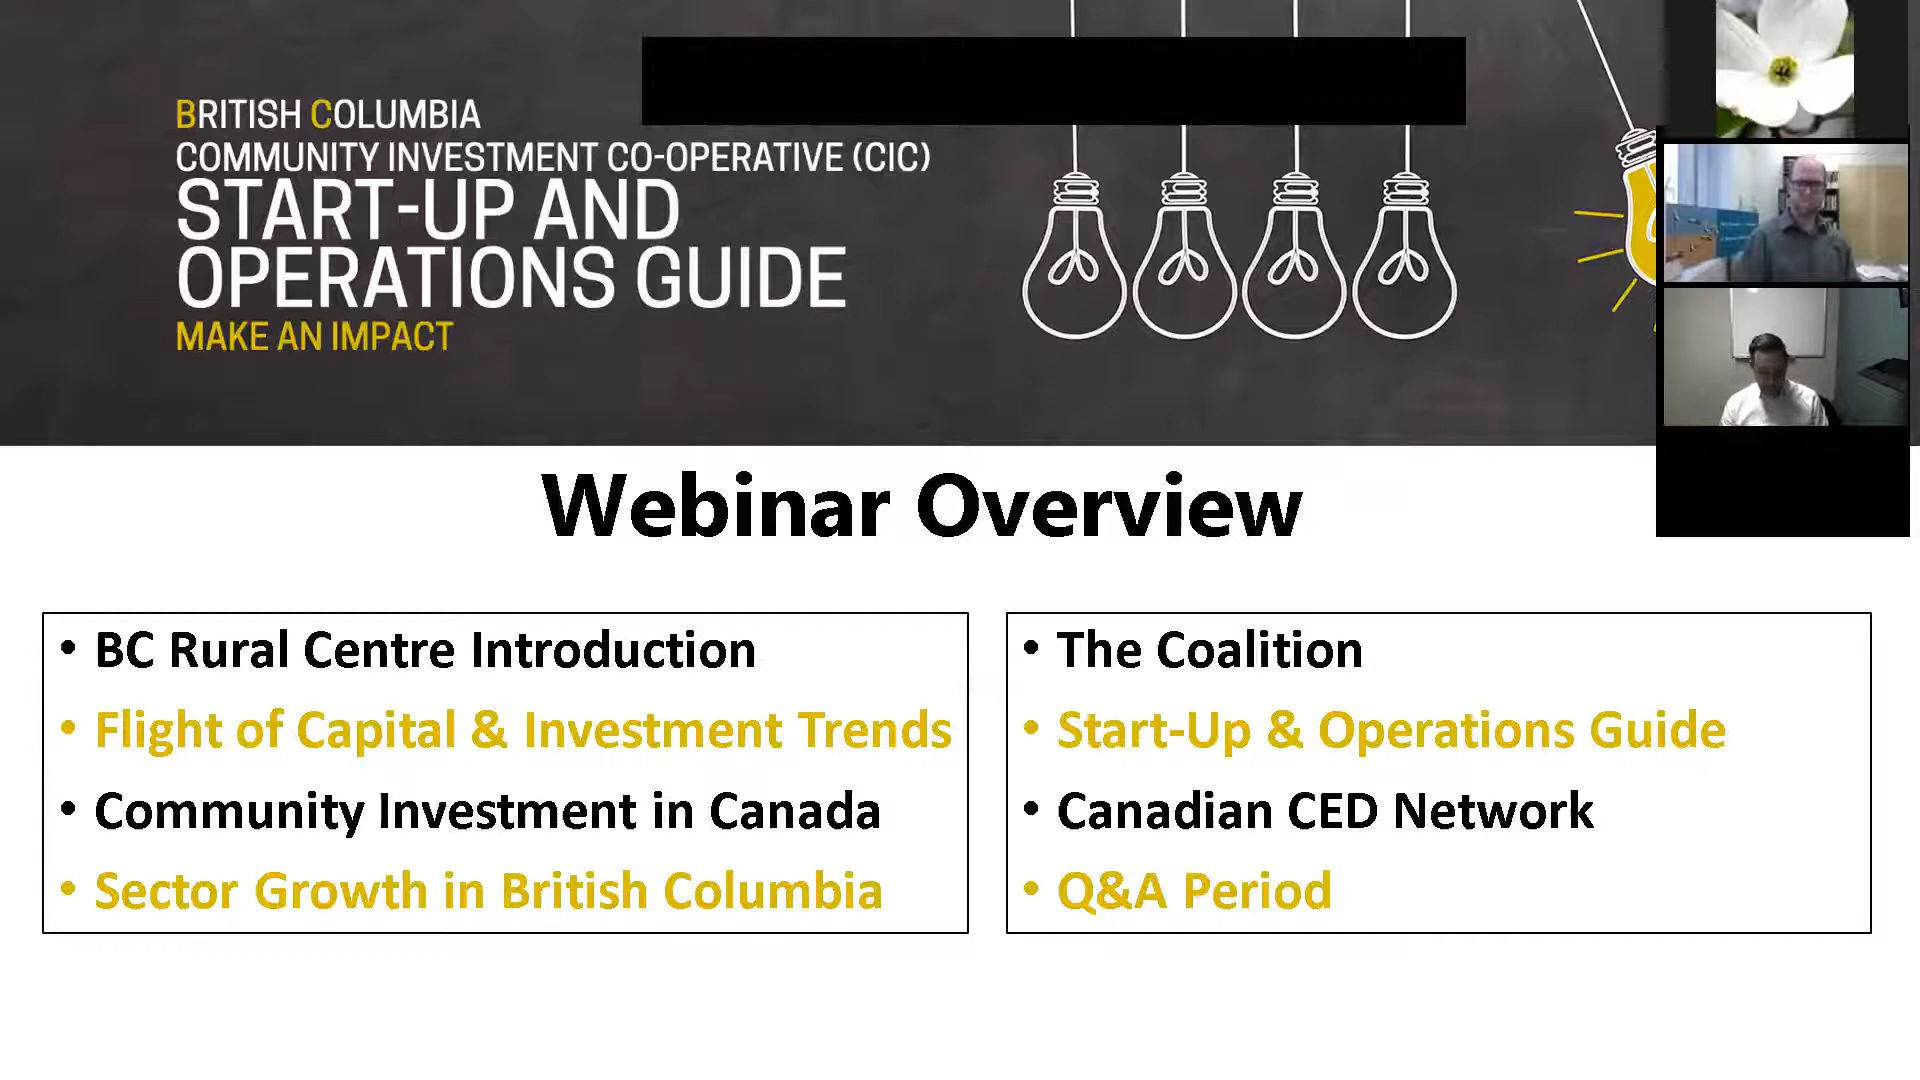 BRITISH COLUMBIA
COMMUNITY INVESTMENT CO-OPERATIVE (CIC)
START-UP AND
OPERATIONS GUIDE
MAKE AN IMPACT
Webinar Overview
• BC Rural Centre Introduction
• Flight of Capital & Investment Trends
• Community Investment in Canada
• Sector Growth in British Columbia
• The Coalition
• Start-Up & Operations Guide
• Canadian CED Network
• Q&A Period